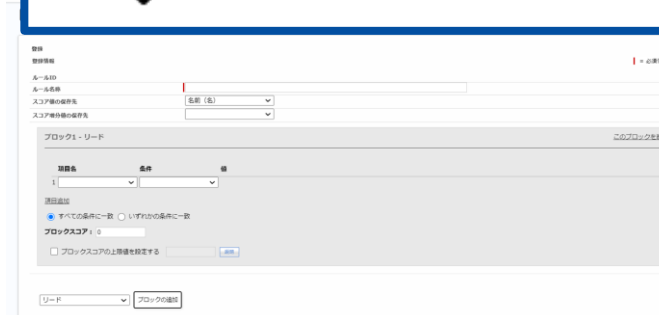 登録
登録情報
| = 必須
ルールID
ルール名称
スコア値の保存先 名前（名）
スコア増分値の保存先
ブロック1 - リード このブロックを
項目名 条件 値
1
項目追加
すべての条件に一致 いずれかの条件に一致
ブロックスコア： 0
ブロックスコアの上限値を設定する
リード ブロックの追加